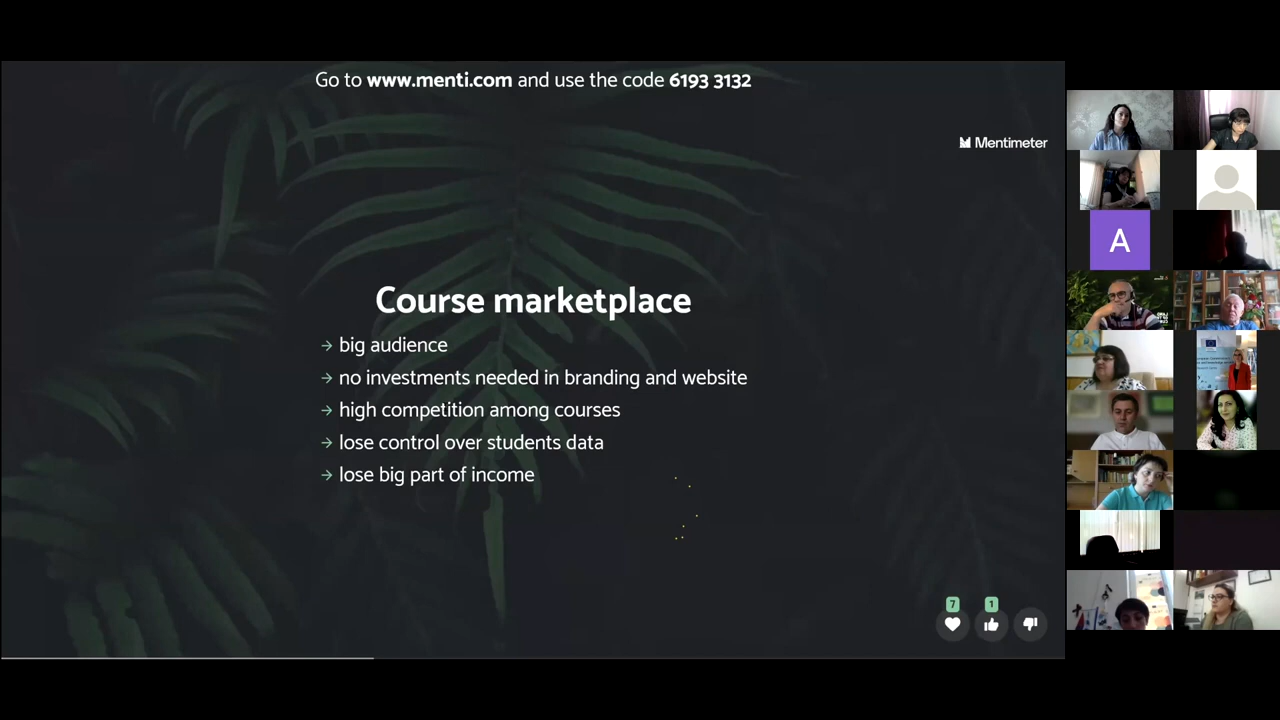 Go to www.menti.com and use the code 6193 3132
Mentimeter
Course marketplace
→ big audience
→ no investments needed in branding and website
→ high competition among courses
→ lose control over students data
→ lose big part of income
7
1
A